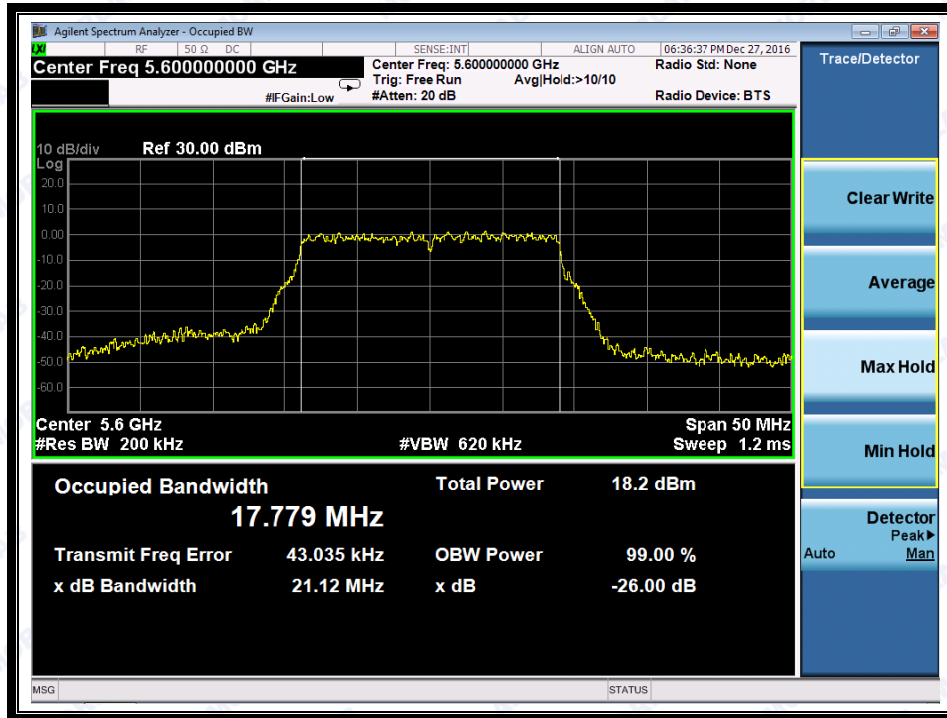 Agilent Spectrum Analyzer - Occupied BW
LXI RF 50 Ω DC SENSE:INT ALIGN AUTO 06:36:37 PM Dec 27, 2016
Center Freq 5.600000000 GHz
Center Freq: 5.600000000 GHz
Radio Std: None
Trig: Free Run Avg|Hold:>10/10
#IFGain:Low #Atten: 20 dB Radio Device: BTS
10 dB/div Ref 30.00 dBm
Log
20.0
10.0
0.00
-10.0
-20.0
-30.0
-40.0
-50.0
-60.0
Center 5.6 GHz Span 50 MHz
#Res BW 200 kHz #VBW 620 kHz Sweep 1.2 ms
Occupied Bandwidth Total Power 18.2 dBm
17.779 MHz
Transmit Freq Error 43.035 kHz OBW Power 99.00 %
x dB Bandwidth 21.12 MHz x dB -26.00 dB
MSG STATUS
Trace/Detector
Clear Write
Average
Max Hold
Min Hold
Detector
Peak▶
Auto Man